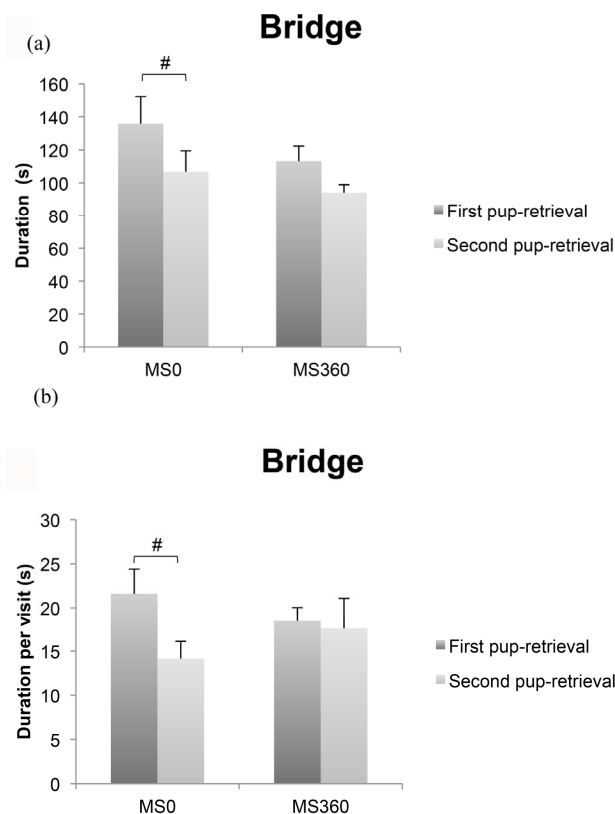 Bridge
(a)
#
160
140
120
100
80
60
40
20
0
Duration (s)
MS0 MS360
First pup-retrieval
Second pup-retrieval
(b)
Bridge
#
30
25
20
15
10
5
0
Duration per visit (s)
MS0 MS360
First pup-retrieval
Second pup-retrieval